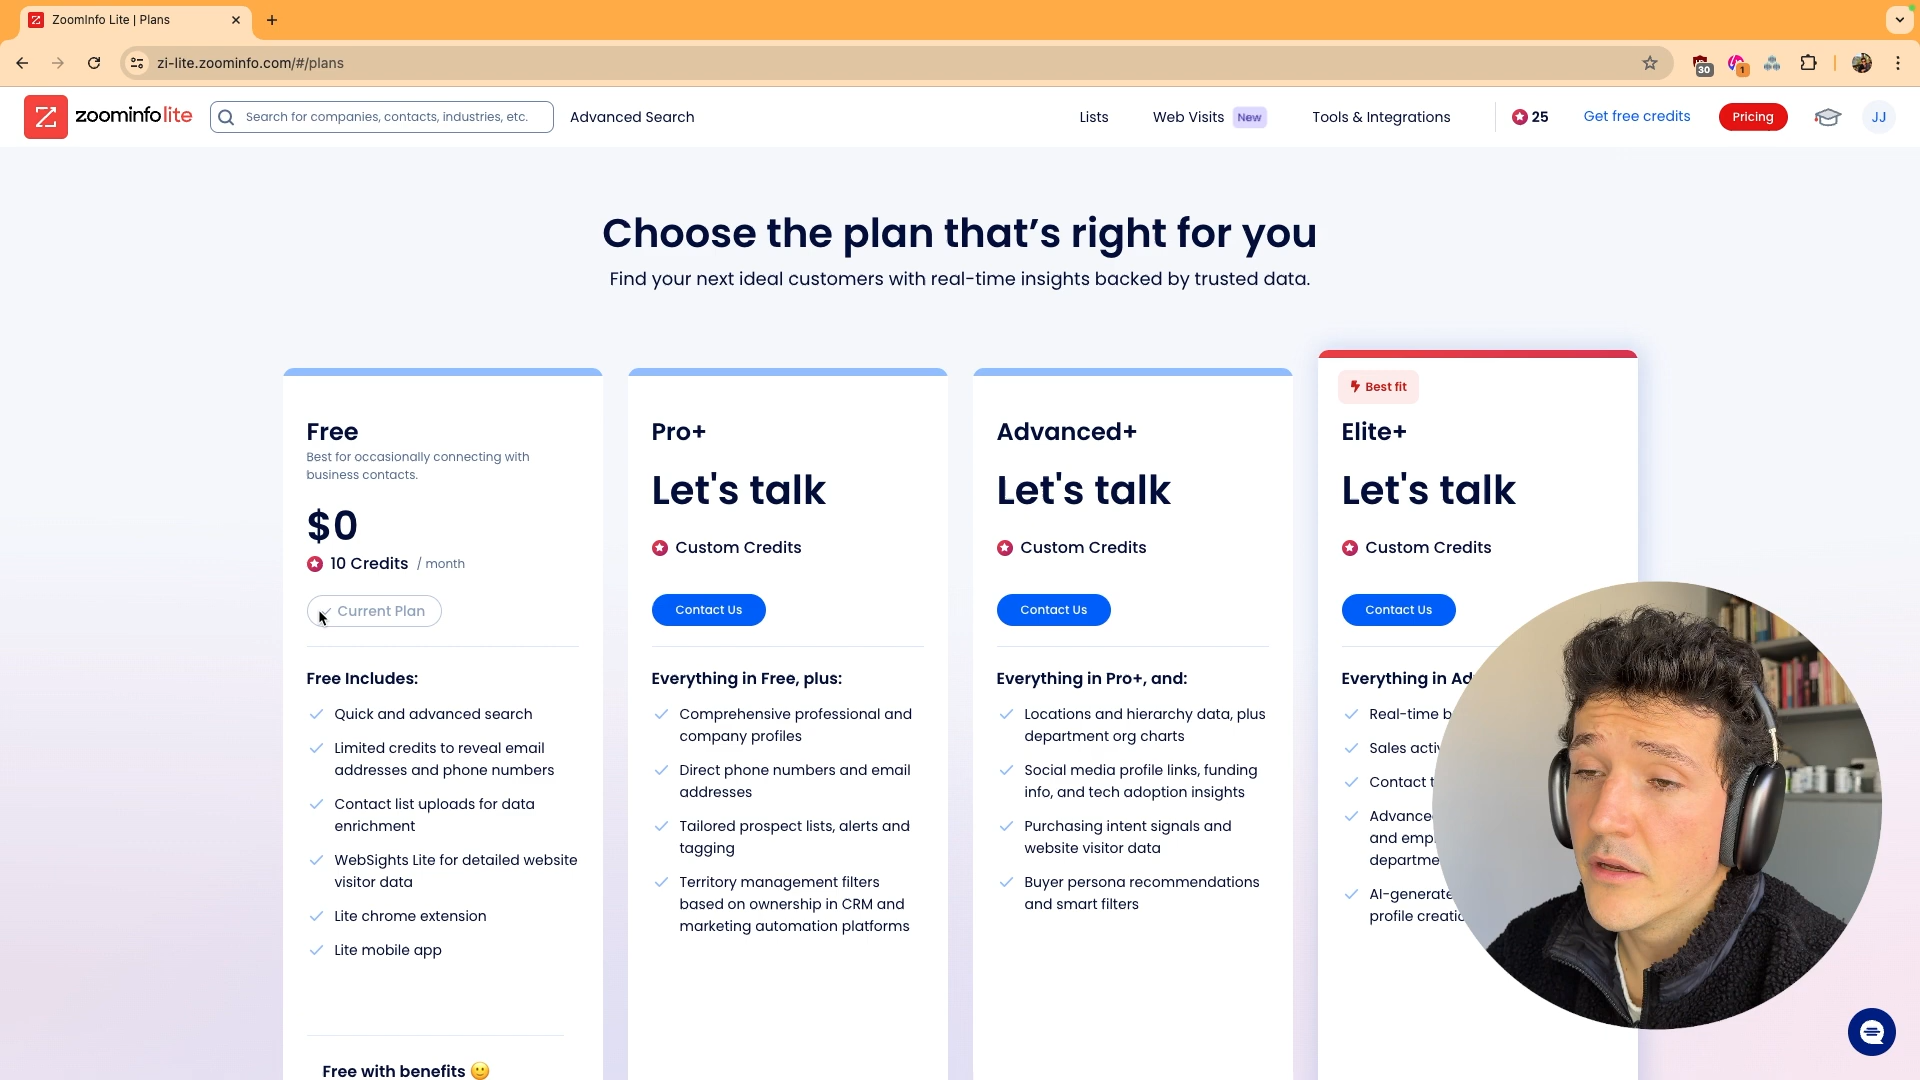 ZoomInfo Lite | Plans
zi-lite.zoominfo.com/#/plans
30
1
zoominfolite
Search for companies, contacts, industries, etc.
Advanced Search
Lists
Web Visits New
Tools & Integrations
25
Get free credits
Pricing
JJ
Choose the plan that’s right for you
Find your next ideal customers with real-time insights backed by trusted data.
Free
Best for occasionally connecting with
business contacts.
$0
10 Credits / month
Current Plan
Free Includes:
Quick and advanced search
Limited credits to reveal email
addresses and phone numbers
Contact list uploads for data
enrichment
WebSights Lite for detailed website
visitor data
Lite chrome extension
Lite mobile app
Free with benefits 🙂
Pro+
Let's talk
Custom Credits
Contact Us
Everything in Free, plus:
Comprehensive professional and
company profiles
Direct phone numbers and email
addresses
Tailored prospect lists, alerts and
tagging
Territory management filters
based on ownership in CRM and
marketing automation platforms
Advanced+
Let's talk
Custom Credits
Contact Us
Everything in Pro+, and:
Locations and hierarchy data, plus
department org charts
Social media profile links, funding
info, and tech adoption insights
Purchasing intent signals and
website visitor data
Buyer persona recommendations
and smart filters
Best fit
Elite+
Let's talk
Custom Credits
Contact Us
Everything in
Real-time
Sales
Contact
and